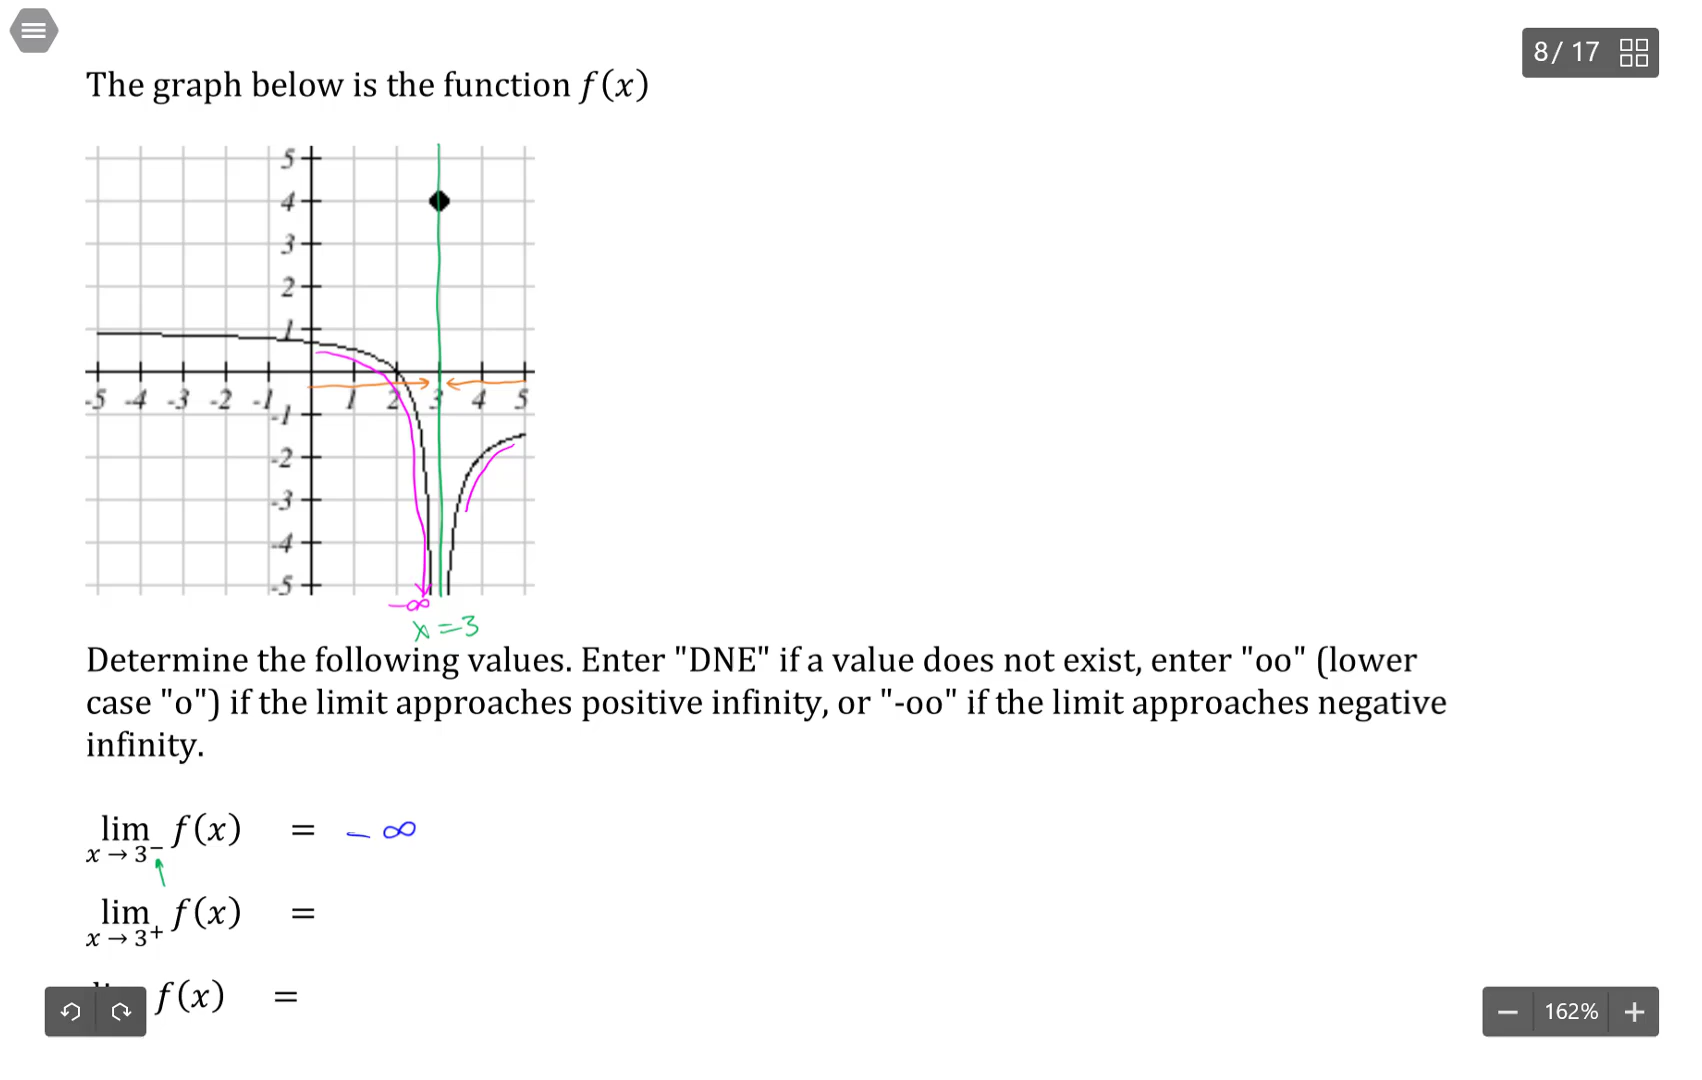 8/ 17
The graph below is the function f(x)
5
4
3
2
1
-5 -4 -3 -2 -1 1 2 3 4 5
-1
-2
-3
-4
-5
-∞
x=3
Determine the following values. Enter "DNE" if a value does not exist, enter "oo" (lower
case "o") if the limit approaches positive infinity, or "-oo" if the limit approaches negative
infinity.
lim x → 3⁻ f(x) = - ∞
lim x → 3⁺ f(x) =
f(x) =
162%